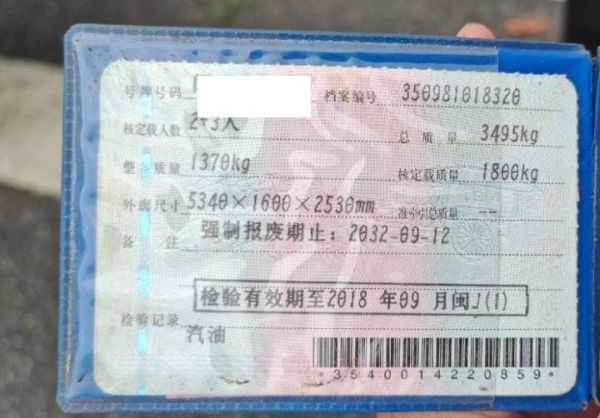 号牌号码 档案编号 350981018320
核定载人数 2+3人 总质量 3495kg
整备质量 1370kg 核定载质量 1800kg
外廓尺寸 5340×1600×2530mm 准牵引总质量 --
备注 强制报废期止：2032-09-12
检验有效期至2018 年09 月闽J(1)
检验记录
汽油
*3540014220859*